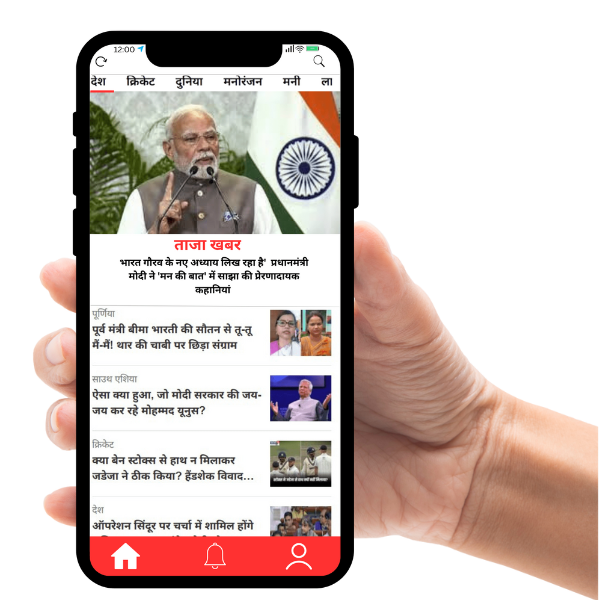 12:00
देश क्रिकेट दुनिया मनोरंजन मनी ला
ताजा खबर
भारत गौरव के नए अध्याय लिख रहा है' प्रधानमंत्री
मोदी ने 'मन की बात' में साझा की प्रेरणादायक
कहानियां
पूर्णिया
पूर्व मंत्री बीमा भारती की सौतन से तू-तू
मैं-मैं! थार की चाबी पर छिड़ा संग्राम
साउथ एशिया
ऐसा क्या हुआ, जो मोदी सरकार की जय-
जय कर रहे मोहम्मद यूनुस?
क्रिकेट
क्या बेन स्टोक्स से हाथ न मिलाकर
जडेजा ने ठीक किया? हैंडशेक विवाद...
देश
ऑपरेशन सिंदूर पर चर्चा में शामिल होंगे